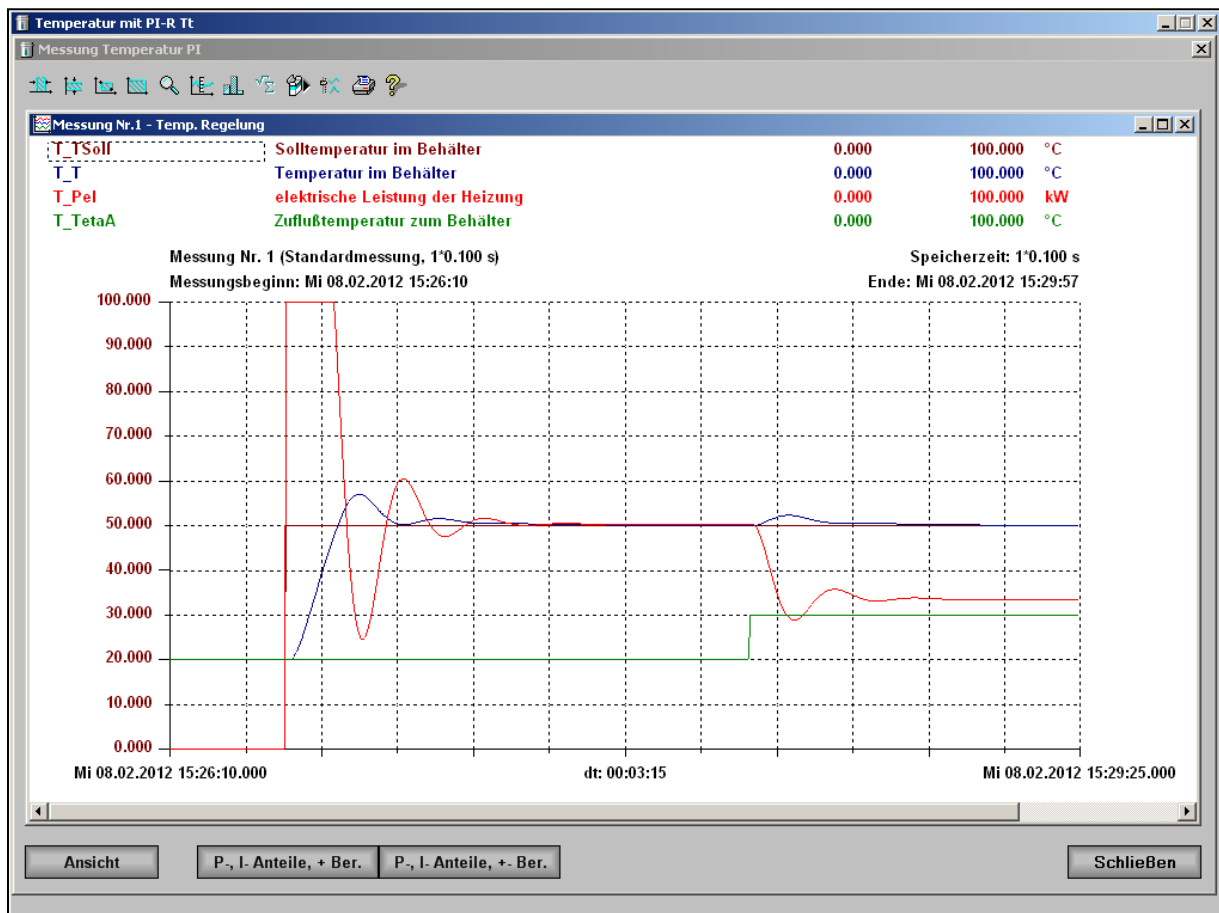 Temperatur mit PI-R Tt
Messung Temperatur PI
Messung Nr.1 - Temp. Regelung
T_TSoll Solltemperatur im Behälter 0.000 100.000 °C
T_T Temperatur im Behälter 0.000 100.000 °C
T_Pel elektrische Leistung der Heizung 0.000 100.000 kW
T_TetaA Zuflußtemperatur zum Behälter 0.000 100.000 °C
Messung Nr. 1 (Standardmessung, 1*0.100 s) Speicherzeit: 1*0.100 s
Messungsbeginn: Mi 08.02.2012 15:26:10 Ende: Mi 08.02.2012 15:29:57
100.000
90.000
80.000
70.000
60.000
50.000
40.000
30.000
20.000
10.000
0.000
Mi 08.02.2012 15:26:10.000 dt: 00:03:15 Mi 08.02.2012 15:29:25.000
Ansicht P-, I- Anteile, + Ber. P-, I- Anteile, +- Ber. Schließen